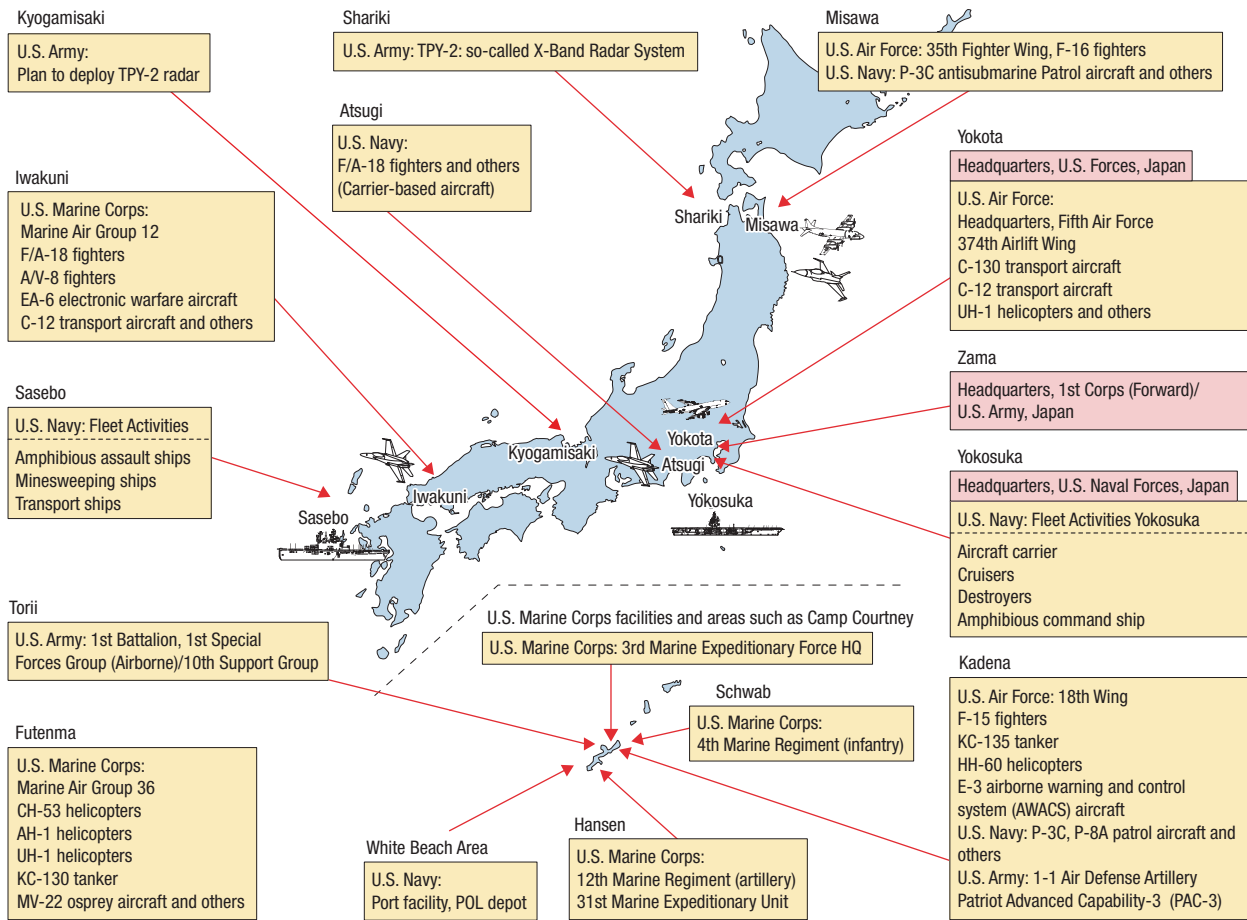 Kyogamisaki
U.S. Army:
Plan to deploy TPY-2 radar
Shariki
U.S. Army: TPY-2: so-called X-Band Radar System
Misawa
U.S. Air Force: 35th Fighter Wing, F-16 fighters
U.S. Navy: P-3C antisubmarine Patrol aircraft and others
Atsugi
U.S. Navy:
F/A-18 fighters and others
(Carrier-based aircraft)
Yokota
Headquarters, U.S. Forces, Japan
U.S. Air Force:
Headquarters, Fifth Air Force
374th Airlift Wing
C-130 transport aircraft
C-12 transport aircraft
UH-1 helicopters and others
Iwakuni
U.S. Marine Corps:
Marine Air Group 12
F/A-18 fighters
A/V-8 fighters
EA-6 electronic warfare aircraft
C-12 transport aircraft and others
Shariki
Misawa
Zama
Headquarters, 1st Corps (Forward)/
U.S. Army, Japan
Sasebo
U.S. Navy: Fleet Activities
Amphibious assault ships
Minesweeping ships
Transport ships
Kyogamisaki
Yokota
Atsugi
Iwakuni
Sasebo
Yokosuka
Yokosuka
Headquarters, U.S. Naval Forces, Japan
U.S. Navy: Fleet Activities Yokosuka
Aircraft carrier
Cruisers
Destroyers
Amphibious command ship
Torii
U.S. Army: 1st Battalion, 1st Special
Forces Group (Airborne)/10th Support Group
U.S. Marine Corps facilities and areas such as Camp Courtney
U.S. Marine Corps: 3rd Marine Expeditionary Force HQ
Schwab
U.S. Marine Corps:
4th Marine Regiment (infantry)
Kadena
U.S. Air Force: 18th Wing
F-15 fighters
KC-135 tanker
HH-60 helicopters
E-3 airborne warning and control
system (AWACS) aircraft
U.S. Navy: P-3C, P-8A patrol aircraft and
others
U.S. Army: 1-1 Air Defense Artillery
Patriot Advanced Capability-3 (PAC-3)
Futenma
U.S. Marine Corps:
Marine Air Group 36
CH-53 helicopters
AH-1 helicopters
UH-1 helicopters
KC-130 tanker
MV-22 osprey aircraft and others
White Beach Area
U.S. Navy:
Port facility, POL depot
Hansen
U.S. Marine Corps:
12th Marine Regiment (artillery)
31st Marine Expeditionary Unit